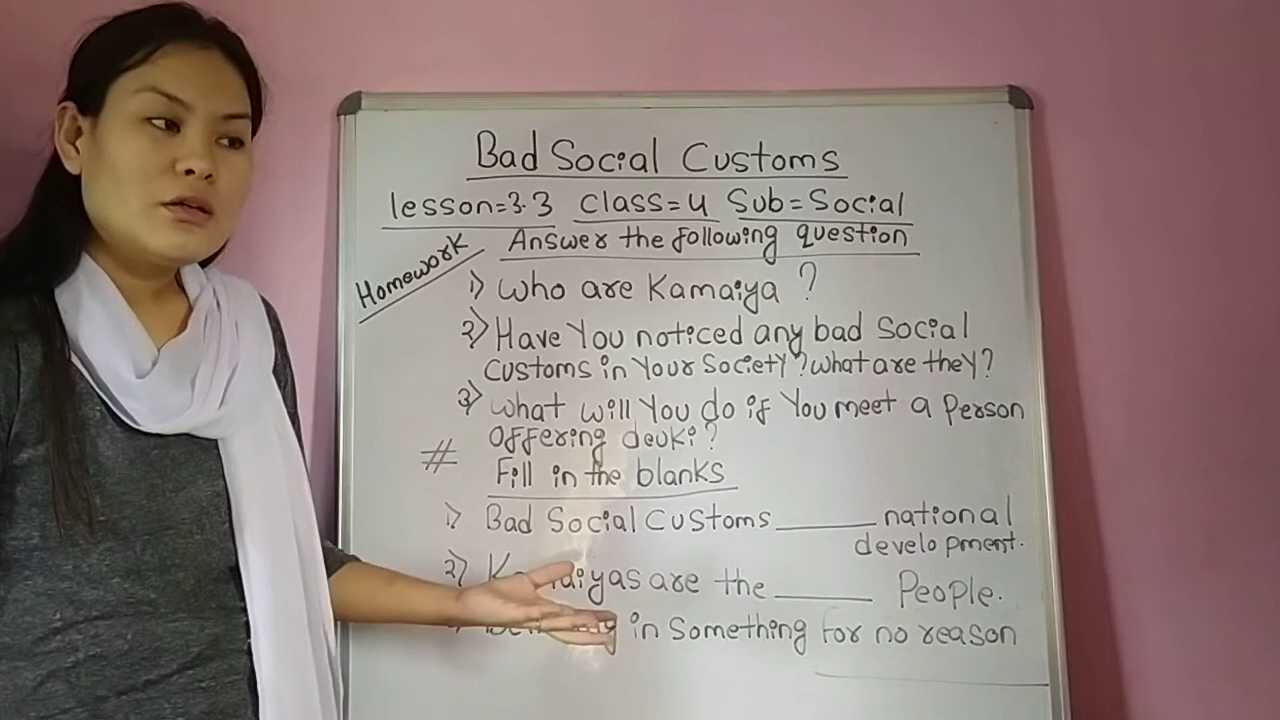 Bad Social Customs
lesson=3.3 Class=4 Sub=Social
Homework
Answer the following question
1) Who are Kamaiya ?
2) Have You noticed any bad Social
Customs in Your Society ? What are they?
3) What will You do if You meet a Person
offering deuki ?
# Fill in the blanks
1) Bad Social Customs ______ national
development.
2) are the ______ People.
in Something for no reason
______